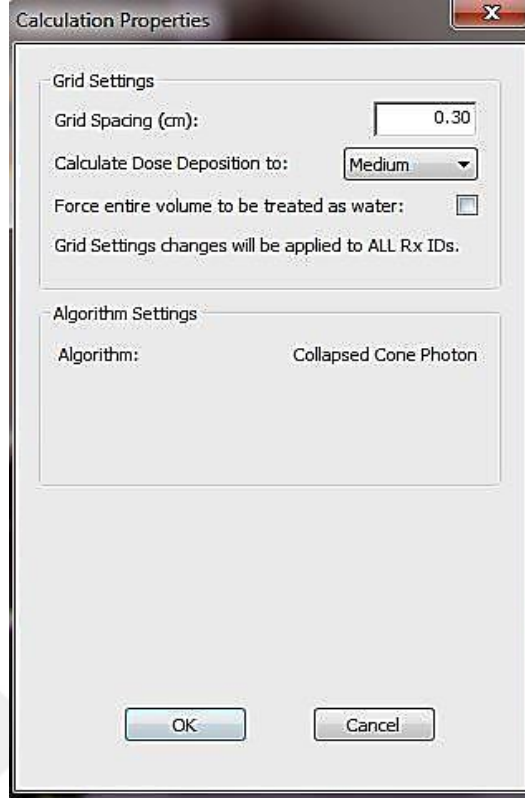 Calculation Properties
x
Grid Settings
Grid Spacing (cm): 0.30
Calculate Dose Deposition to: Medium
Force entire volume to be treated as water:
Grid Settings changes will be applied to ALL Rx IDs.
Algorithm Settings
Algorithm: Collapsed Cone Photon
OK Cancel